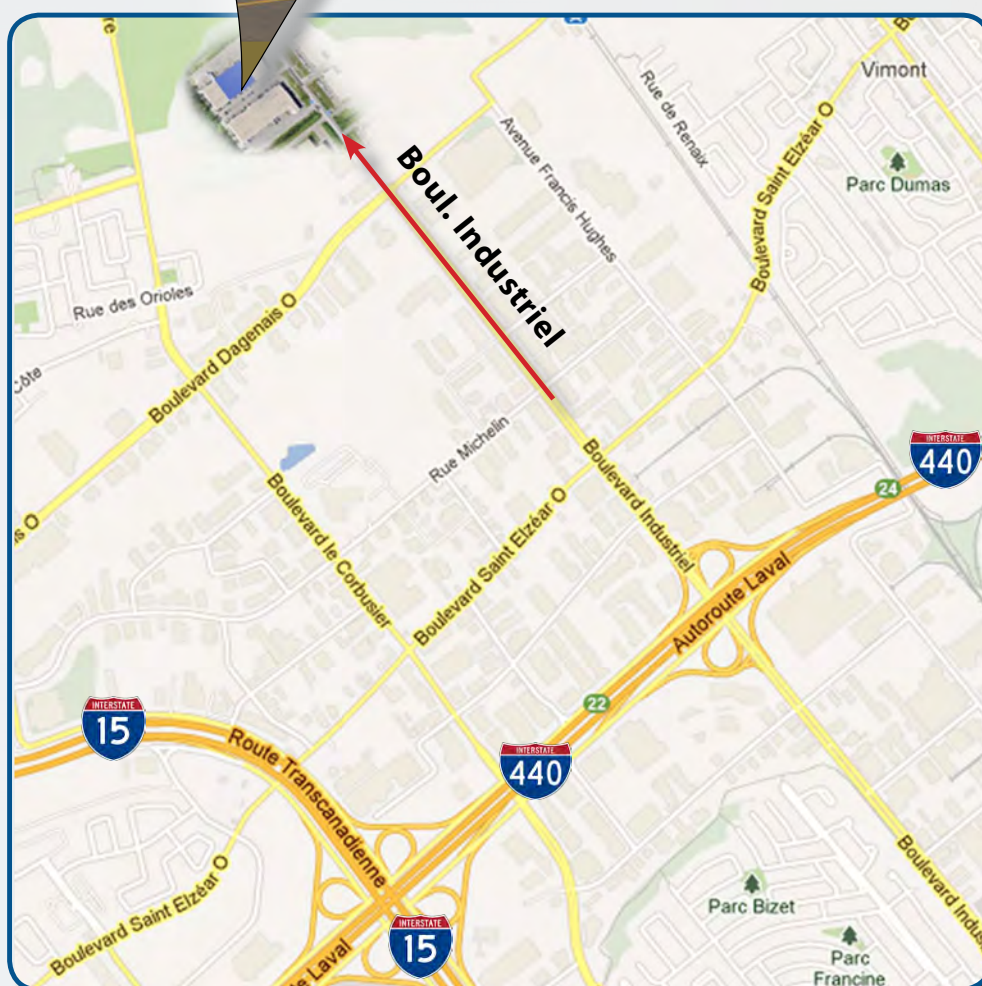 Vimont
Rue de Renaix
Avenue Francis Hughes
Boulevard Saint Elzéar O
Parc Dumas
Boul. Industriel
Rue des Orioles
Boulevard Dagenais O
Côte
Rue Michelin
Boulevard Industriel
INTERSTATE
440
24
Boulevard le Corbusier
Boulevard Saint Elzéar O
Autoroute Laval
22
INTERSTATE
15
Route Transcanadienne
INTERSTATE
440
Boulevard Saint Elzéar O
Boulevard Indus
Parc Bizet
INTERSTATE
15
Parc
Francine
te Laval